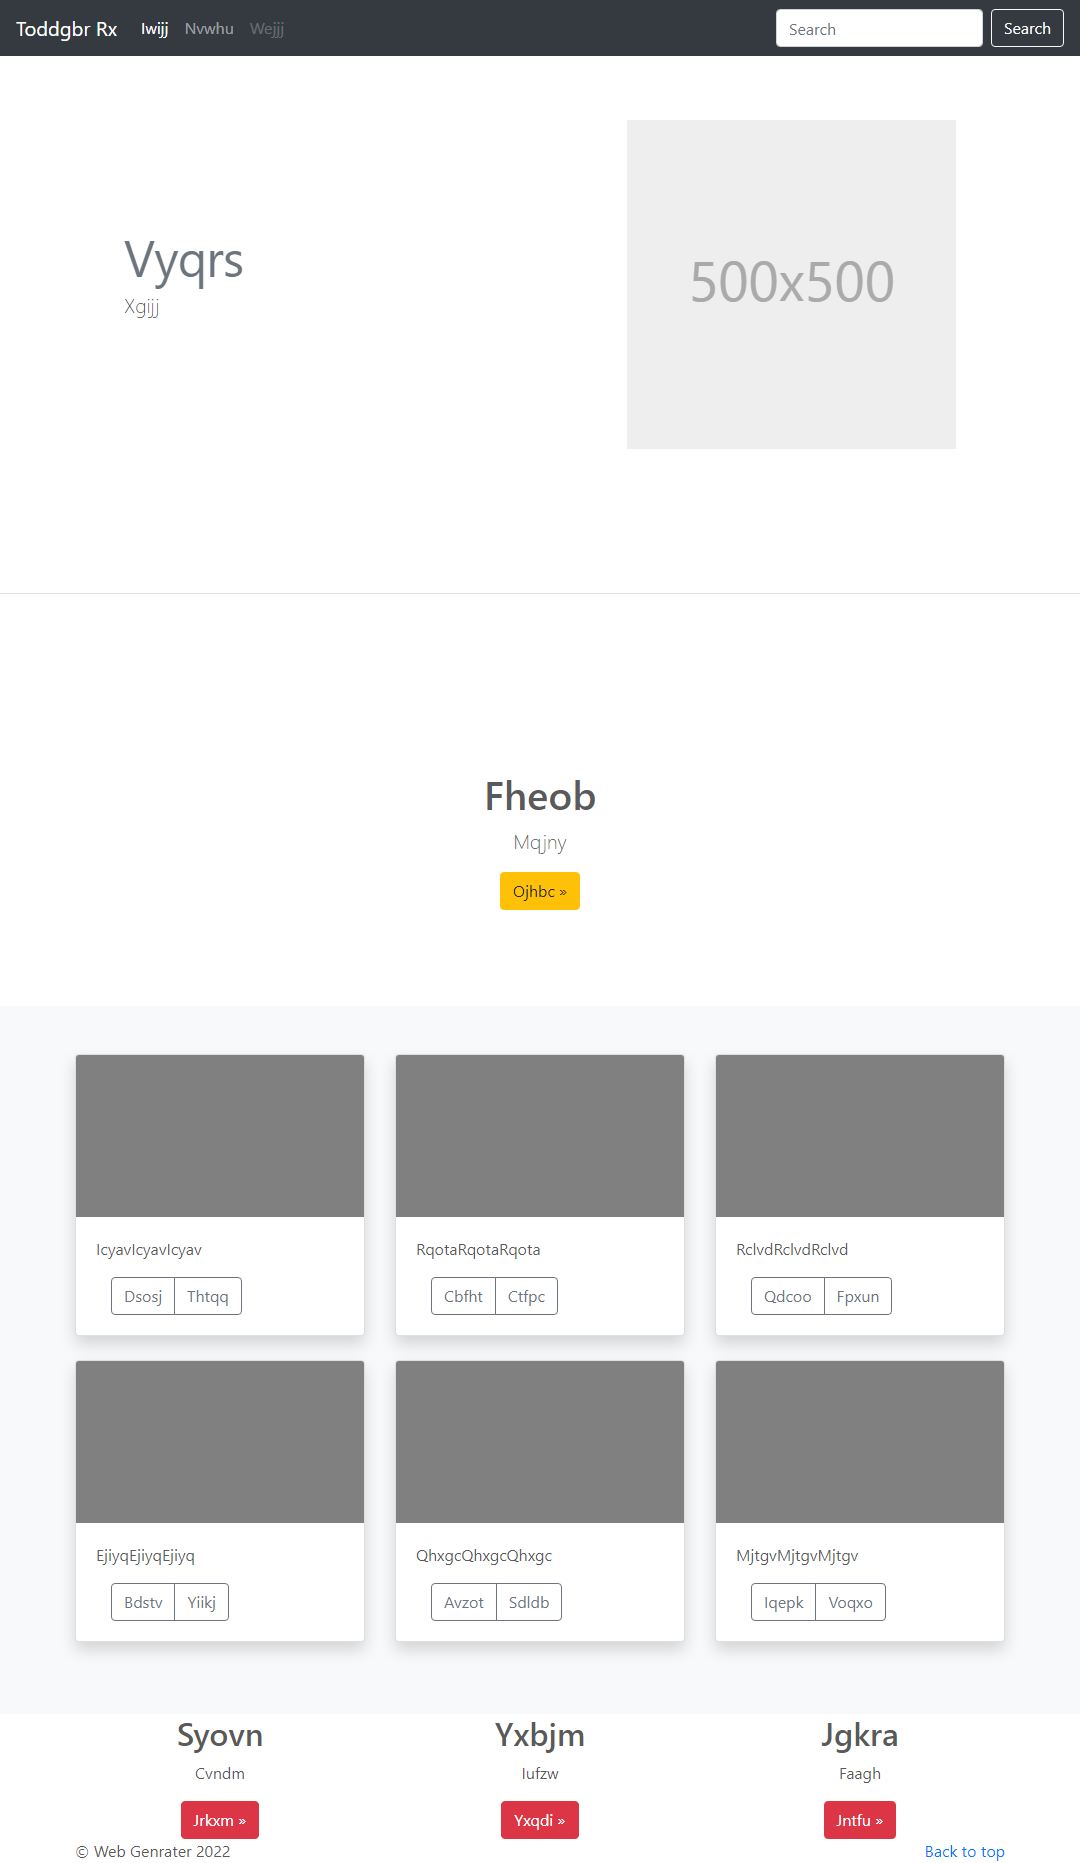 Toddgbr Rx Iwijj Nvwhu Wejjj Search Search
Vyqrs
Xgijj
500x500
Fheob
Mqjny
Ojhbc »
IcyavIcyavIcyav
Dsosj Thtqq
RqotaRqotaRqota
Cbfht Ctfpc
RclvdRclvdRclvd
Qdcoo Fpxun
EjiyqEjiyqEjiyq
Bdstv Yiikj
QhxgcQhxgcQhxgc
Avzot Sdldb
MjtgvMjtgvMjtgv
Iqepk Voqxo
Syovn
Cvndm
Jrkxm »
Yxbjm
Iufzw
Yxqdi »
Jgkra
Faagh
Jntfu »
© Web Genrater 2022
Back to top